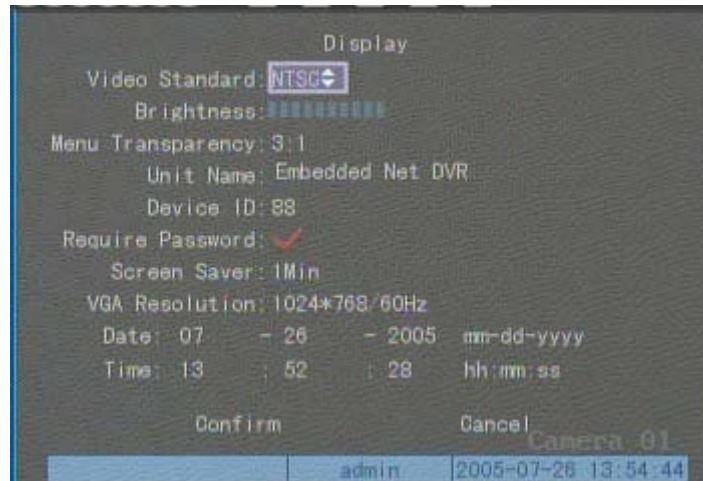 Display
Video Standard: NTSC
Brightness:
Menu Transparency: 3:1
Unit Name: Embedded Net DVR
Device ID: 88
Require Password:
Screen Saver: 1Min
VGA Resolution: 1024*768/60Hz
Date: 07 - 26 - 2005 mm-dd-yyyy
Time: 13 : 52 : 28 hh:mm:ss
Confirm Cancel
Camera 01
admin 2005-07-26 13:54:44